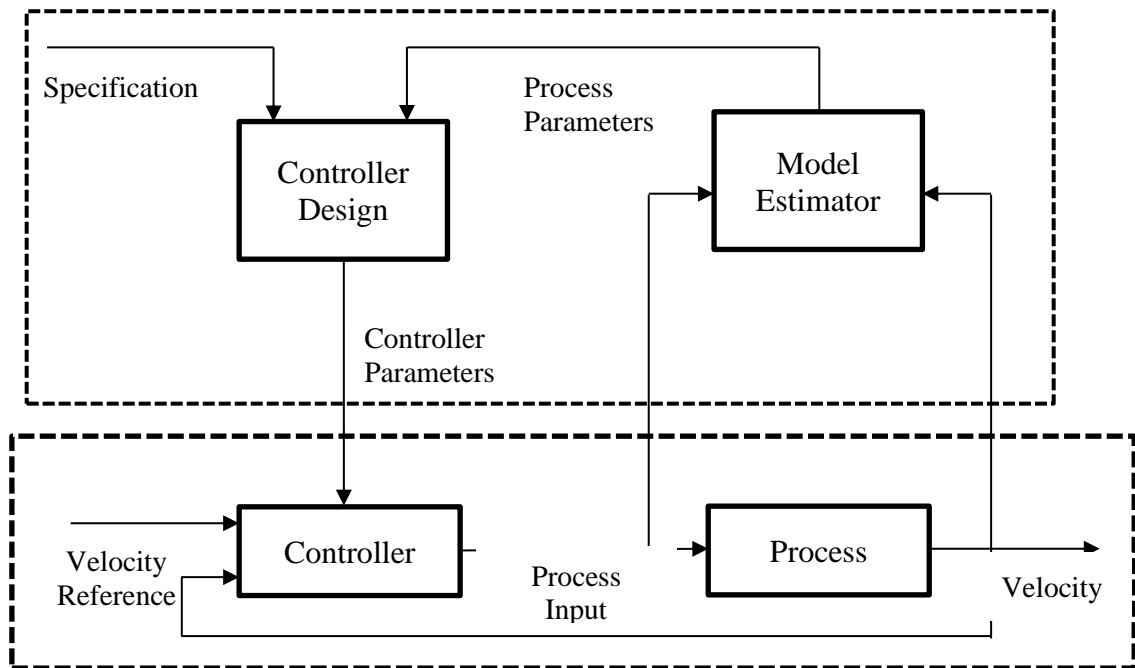 Specification
Process
Parameters
Controller
Design
Model
Estimator
Controller
Parameters
Velocity
Reference
Controller
Process
Input
Process
Velocity